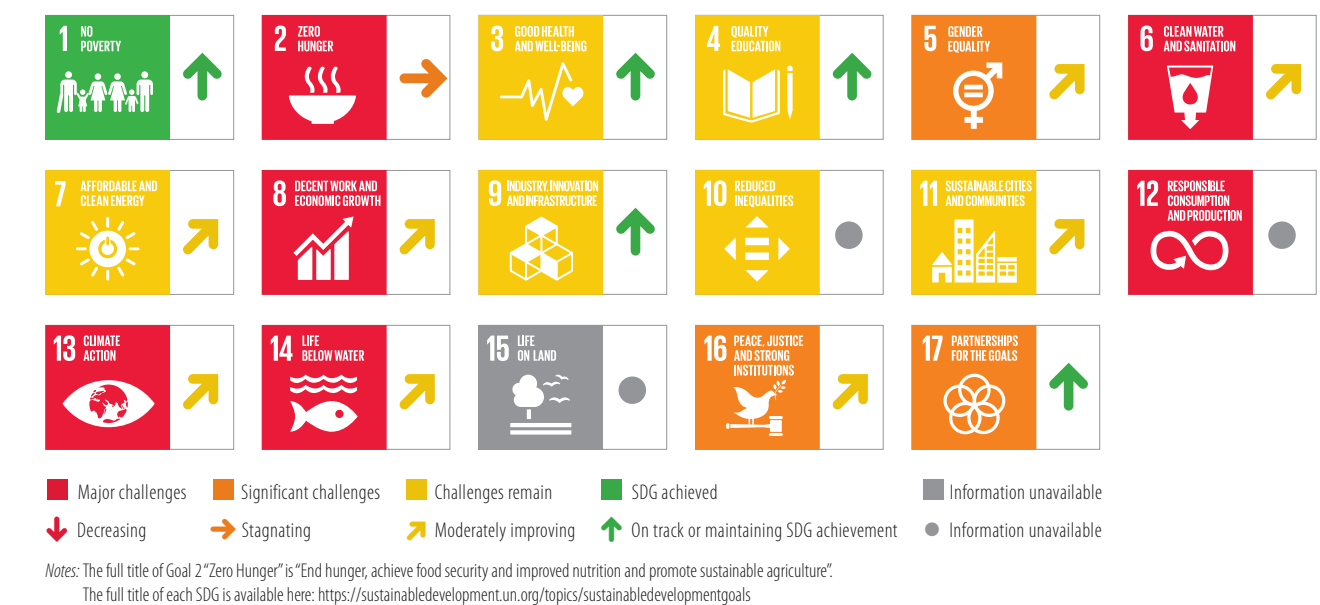 1 NO
POVERTY
2 ZERO
HUNGER
3 GOOD HEALTH
AND WELL-BEING
4 QUALITY
EDUCATION
5 GENDER
EQUALITY
6 CLEAN WATER
AND SANITATION
7 AFFORDABLE AND
CLEAN ENERGY
8 DECENT WORK AND
ECONOMIC GROWTH
9 INDUSTRY, INNOVATION
AND INFRASTRUCTURE
10 REDUCED
INEQUALITIES
11 SUSTAINABLE CITIES
AND COMMUNITIES
12 RESPONSIBLE
CONSUMPTION
AND PRODUCTION
13 CLIMATE
ACTION
14 LIFE
BELOW WATER
15 LIFE
ON LAND
16 PEACE, JUSTICE
AND STRONG
INSTITUTIONS
17 PARTNERSHIPS
FOR THE GOALS
Major challenges Significant challenges Challenges remain SDG achieved Information unavailable
Decreasing Stagnating Moderately improving On track or maintaining SDG achievement Information unavailable
Notes: The full title of Goal 2 “Zero Hunger” is “End hunger, achieve food security and improved nutrition and promote sustainable agriculture”.
The full title of each SDG is available here: https://sustainabledevelopment.un.org/topics/sustainabledevelopmentgoals